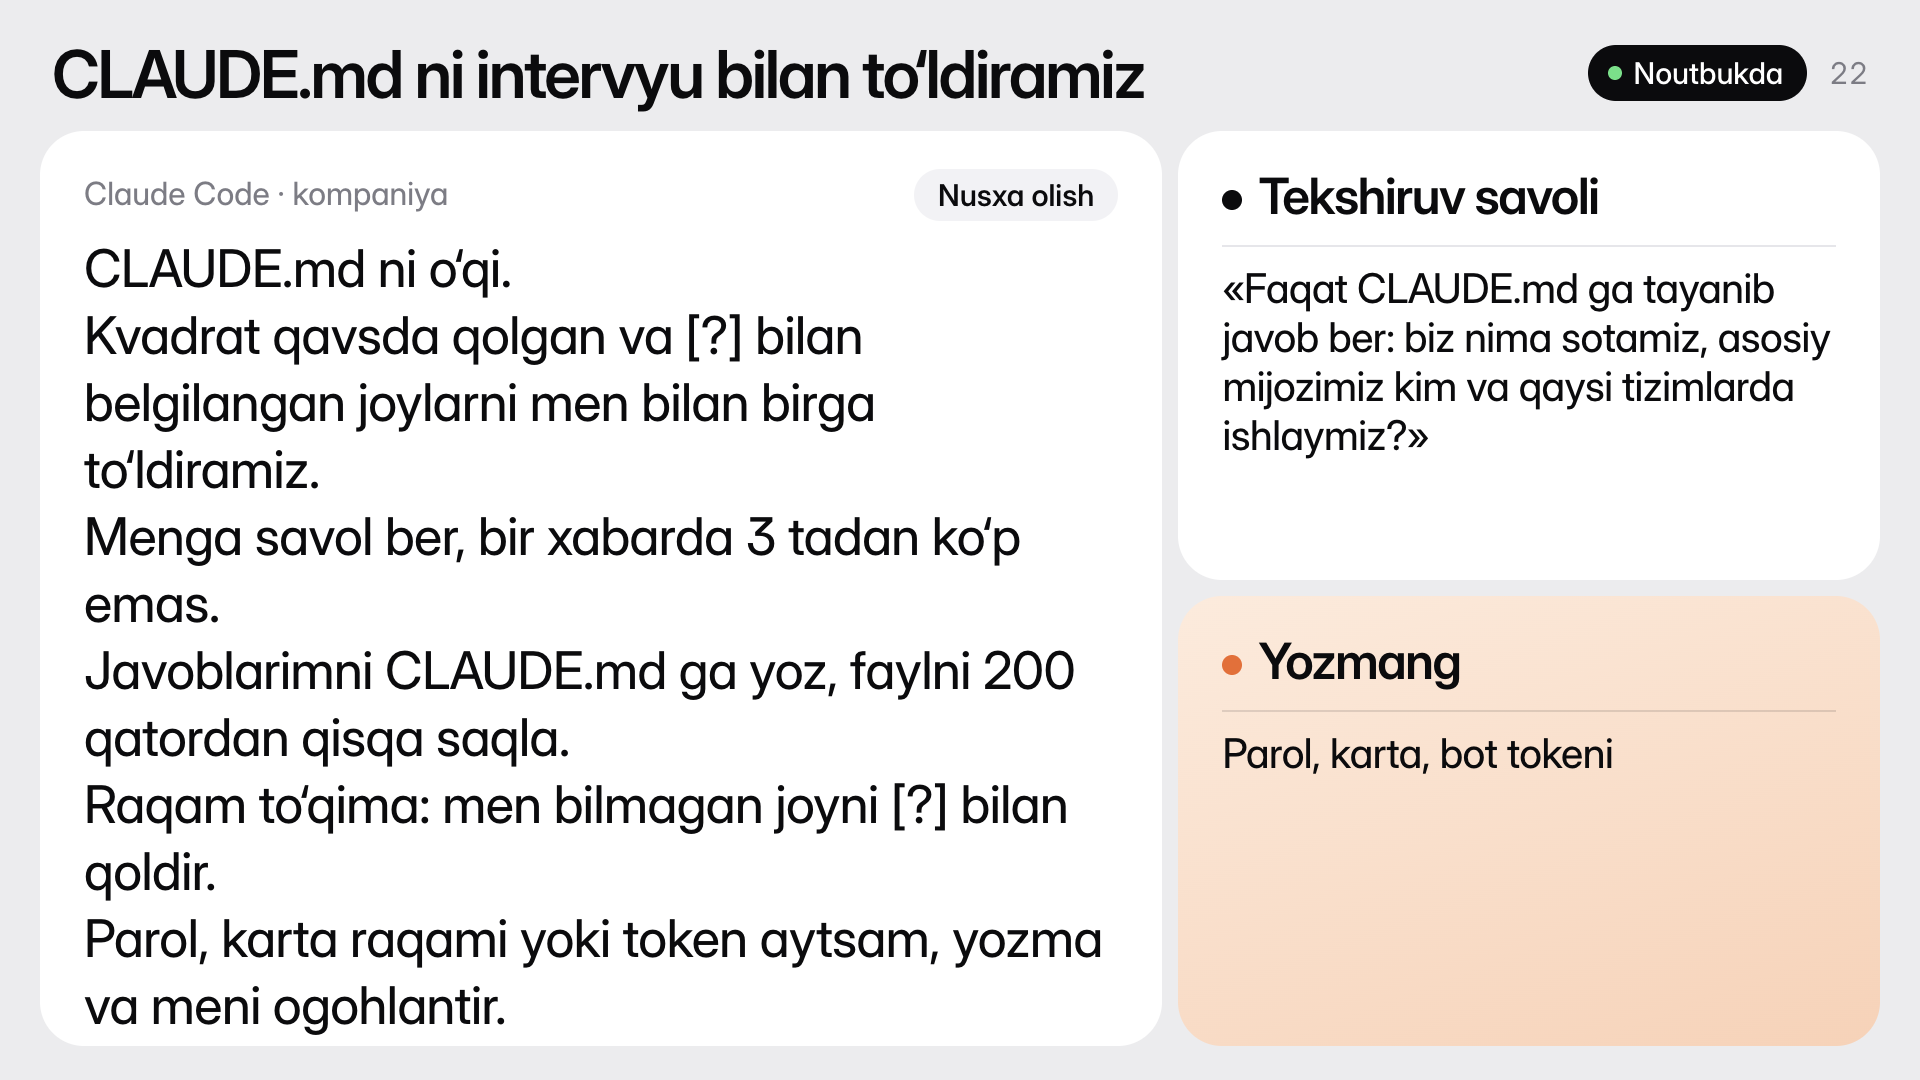 CLAUDE.md ni intervyu bilan to‘ldiramiz
Noutbukda
22
Claude Code · kompaniya
Nusxa olish
CLAUDE.md ni o‘qi.
Kvadrat qavsda qolgan va [?] bilan
belgilangan joylarni men bilan birga
to‘ldiramiz.
Menga savol ber, bir xabarda 3 tadan ko‘p
emas.
Javoblarimni CLAUDE.md ga yoz, faylni 200
qatordan qisqa saqla.
Raqam to‘qima: men bilmagan joyni [?] bilan
qoldir.
Parol, karta raqami yoki token aytsam, yozma
va meni ogohlantir.
Tekshiruv savoli
«Faqat CLAUDE.md ga tayanib
javob ber: biz nima sotamiz, asosiy
mijozimiz kim va qaysi tizimlarda
ishlaymiz?»
Yozmang
Parol, karta, bot tokeni